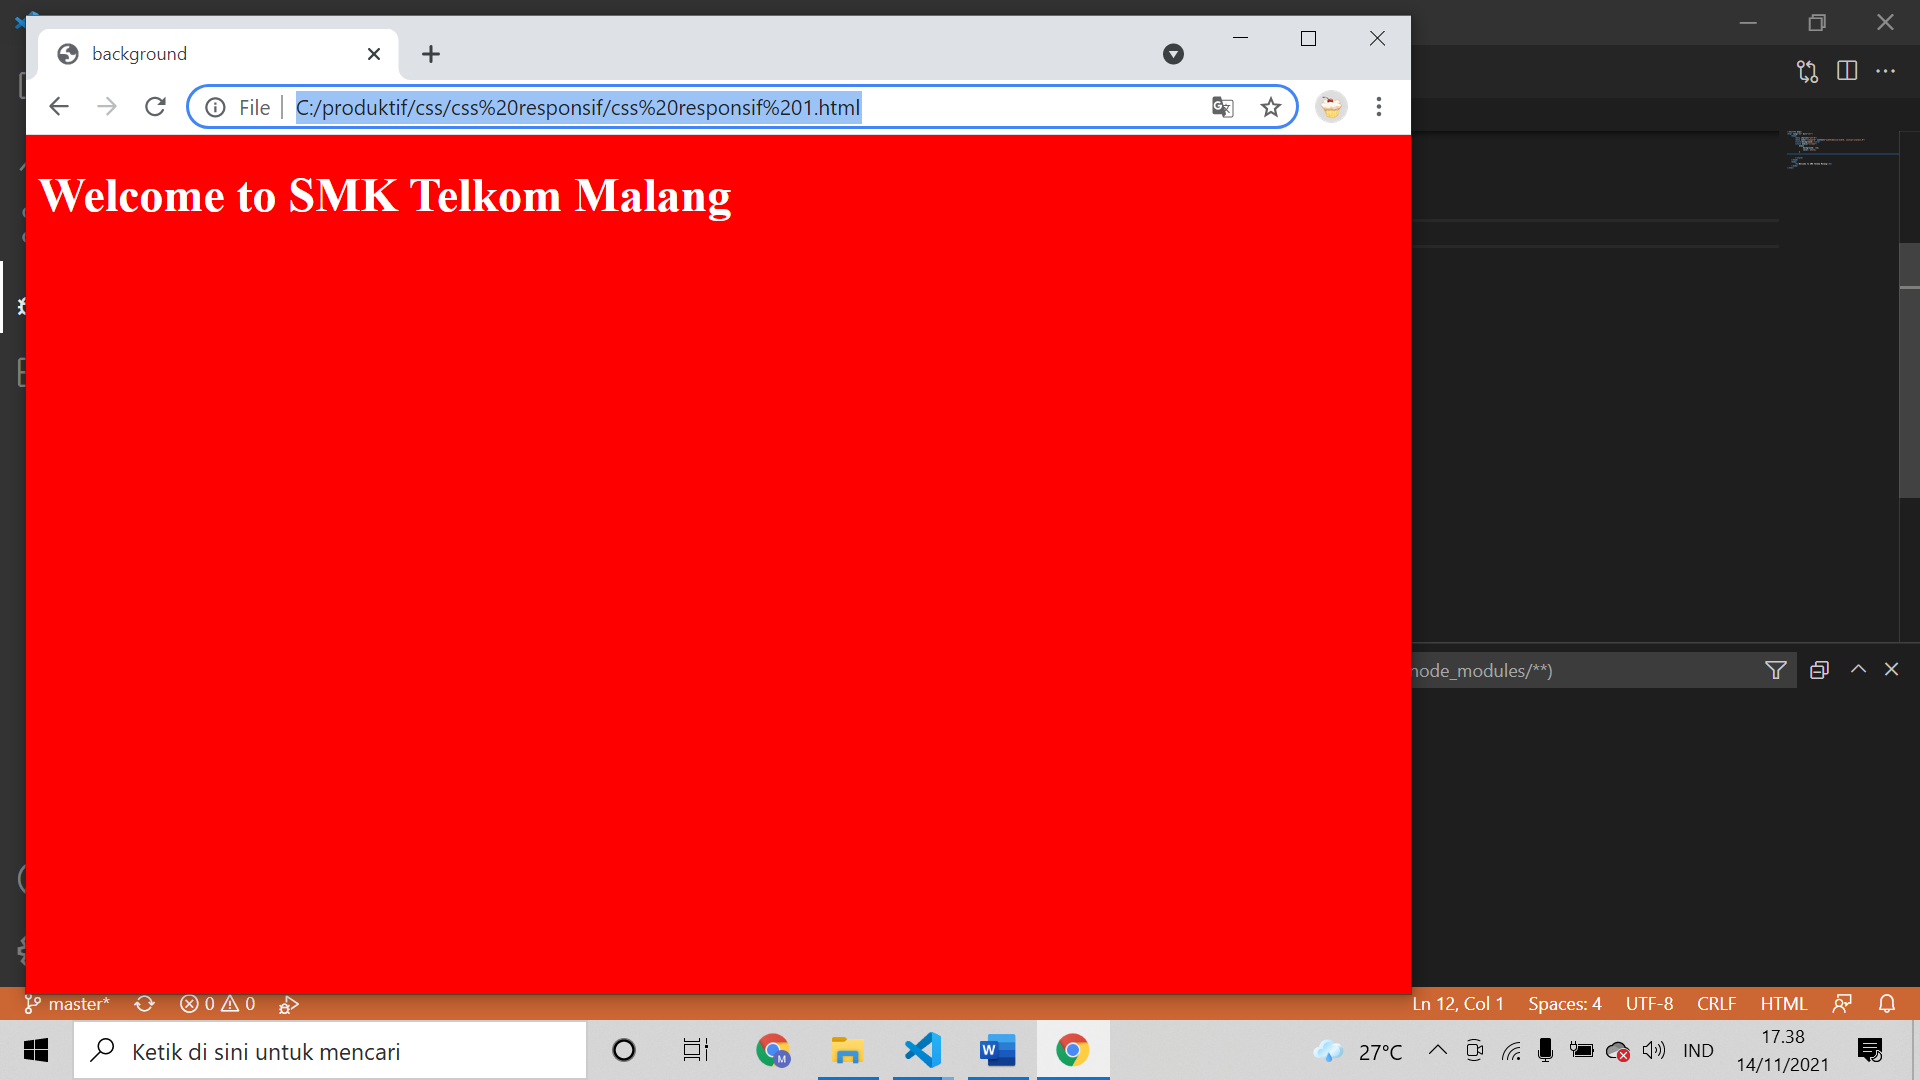 background
File
C:/produktif/css/css%20responsif/css%20responsif%201.html
Welcome to SMK Telkom Malang
node_modules/**)
master*
0
0
Ln 12, Col 1
Spaces: 4
UTF-8
CRLF
HTML
Ketik di sini untuk mencari
M
W
27°C
IND
17.38
14/11/2021